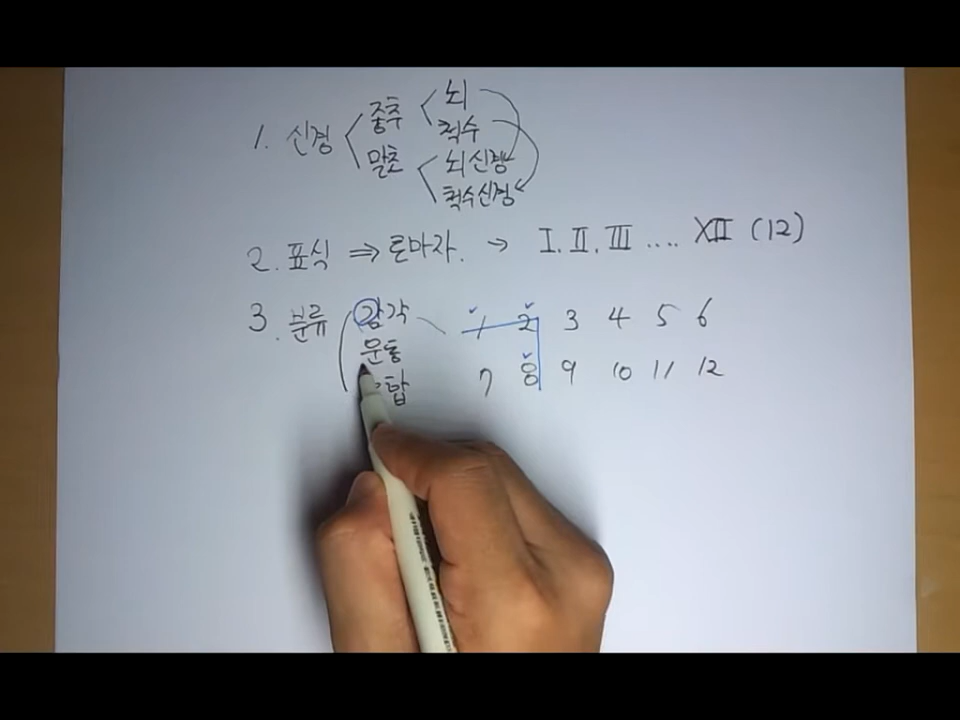 1. 신경 중추 뇌
척수
말초 뇌신경
척수신경
2. 표식 ⇒ 로마자. → I. II. III .... XII (12)
3. 분류 감각 1 2 3 4 5 6
운동
합 7 8 9 10 11 12